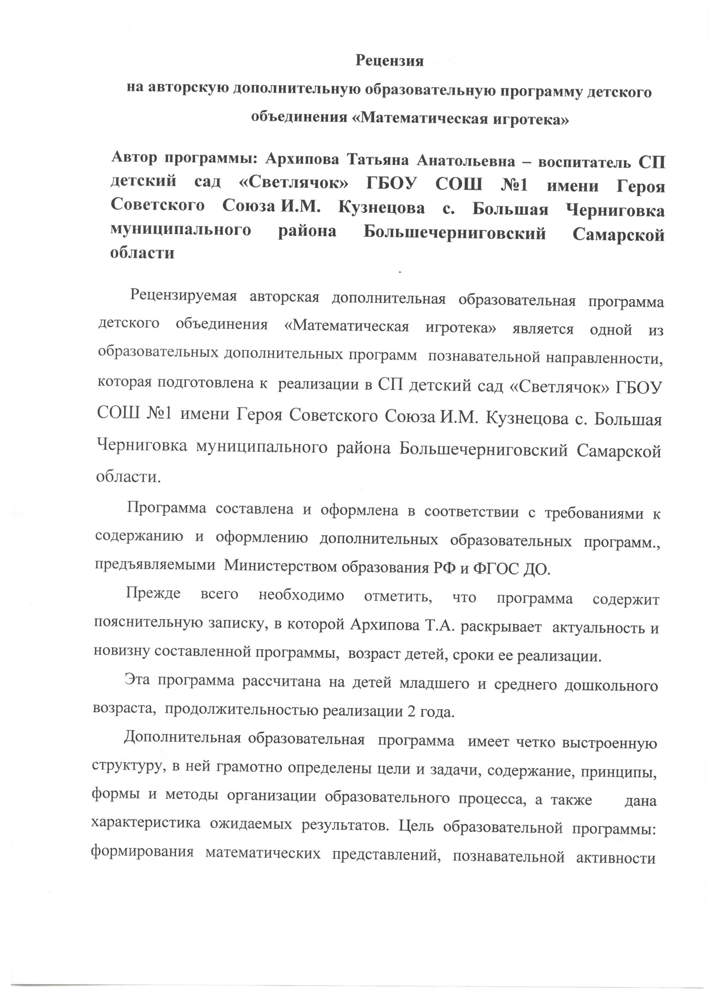 Рецензия
на авторскую дополнительную образовательную программу детского
объединения «Математическая игротека»
Автор программы: Архипова Татьяна Анатольевна – воспитатель СП
детский сад «Светлячок» ГБОУ СОШ №1 имени Героя
Советского Союза И.М. Кузнецова с. Большая Черниговка
муниципального района Большечерниговский Самарской
области
Рецензируемая авторская дополнительная образовательная программа
детского объединения «Математическая игротека» является одной из
образовательных дополнительных программ познавательной направленности,
которая подготовлена к реализации в СП детский сад «Светлячок» ГБОУ
СОШ №1 имени Героя Советского Союза И.М. Кузнецова с. Большая
Черниговка муниципального района Большечерниговский Самарской
области.
Программа составлена и оформлена в соответствии с требованиями к
содержанию и оформлению дополнительных образовательных программ.,
предъявляемыми Министерством образования РФ и ФГОС ДО.
Прежде всего необходимо отметить, что программа содержит
пояснительную записку, в которой Архипова Т.А. раскрывает актуальность и
новизну составленной программы, возраст детей, сроки ее реализации.
Эта программа рассчитана на детей младшего и среднего дошкольного
возраста, продолжительностью реализации 2 года.
Дополнительная образовательная программа имеет четко выстроенную
структуру, в ней грамотно определены цели и задачи, содержание, принципы,
формы и методы организации образовательного процесса, а также дана
характеристика ожидаемых результатов. Цель образовательной программы:
формирования математических представлений, познавательной активности